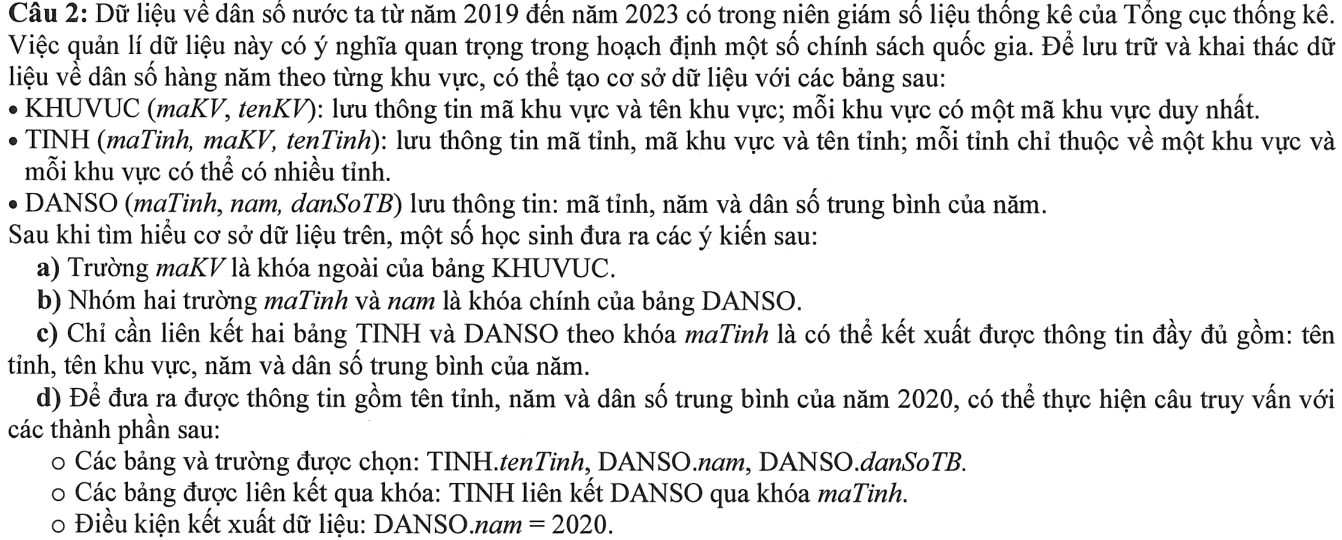 Câu 2: Dữ liệu về dân số nước ta từ năm 2019 đến năm 2023 có trong niên giám số liệu thống kê của Tổng cục thống kê.
Việc quản lí dữ liệu này có ý nghĩa quan trọng trong hoạch định một số chính sách quốc gia. Để lưu trữ và khai thác dữ
liệu về dân số hàng năm theo từng khu vực, có thể tạo cơ sở dữ liệu với các bảng sau:
• KHUVUC (maKV, tenKV): lưu thông tin mã khu vực và tên khu vực; mỗi khu vực có một mã khu vực duy nhất.
• TINH (maTinh, maKV, tenTinh): lưu thông tin mã tỉnh, mã khu vực và tên tỉnh; mỗi tỉnh chỉ thuộc về một khu vực và
mỗi khu vực có thể có nhiều tỉnh.
• DANSO (maTinh, nam, danSoTB) lưu thông tin: mã tỉnh, năm và dân số trung bình của năm.
Sau khi tìm hiểu cơ sở dữ liệu trên, một số học sinh đưa ra các ý kiến sau:
a) Trường maKV là khóa ngoài của bảng KHUVUC.
b) Nhóm hai trường maTinh và nam là khóa chính của bảng DANSO.
c) Chỉ cần liên kết hai bảng TINH và DANSO theo khóa maTinh là có thể kết xuất được thông tin đầy đủ gồm: tên
tỉnh, tên khu vực, năm và dân số trung bình của năm.
d) Để đưa ra được thông tin gồm tên tỉnh, năm và dân số trung bình của năm 2020, có thể thực hiện câu truy vấn với
các thành phần sau:
○ Các bảng và trường được chọn: TINH.tenTinh, DANSO.nam, DANSO.danSoTB.
○ Các bảng được liên kết qua khóa: TINH liên kết DANSO qua khóa maTinh.
○ Điều kiện kết xuất dữ liệu: DANSO.nam = 2020.